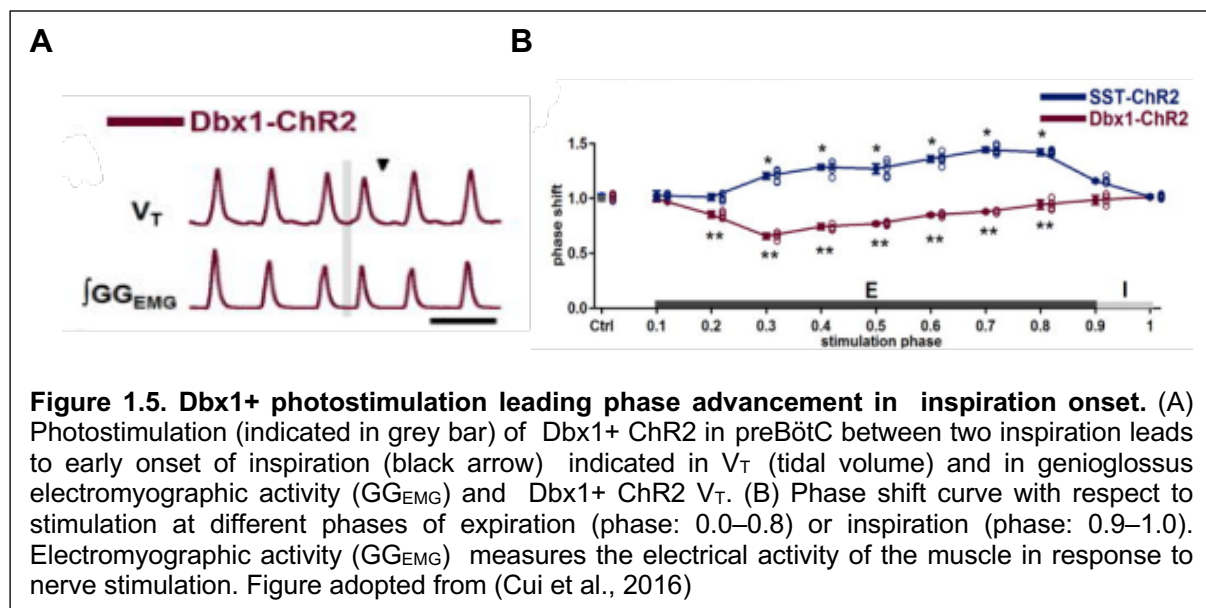 A
B
Dbx1-ChR2
SST-ChR2
Dbx1-ChR2
VT
∫GGEMG
phase shift
1.5
1.0
0.5
0.0
* * * * * *
** ** ** ** ** ** **
E I
Ctrl 0.1 0.2 0.3 0.4 0.5 0.6 0.7 0.8 0.9 1
stimulation phase
Figure 1.5. Dbx1+ photostimulation leading phase advancement in inspiration onset. (A)
Photostimulation (indicated in grey bar) of Dbx1+ ChR2 in preBötC between two inspiration leads
to early onset of inspiration (black arrow) indicated in VT (tidal volume) and in genioglossus
electromyographic activity (GGEMG) and Dbx1+ ChR2 VT. (B) Phase shift curve with respect to
stimulation at different phases of expiration (phase: 0.0–0.8) or inspiration (phase: 0.9–1.0).
Electromyographic activity (GGEMG) measures the electrical activity of the muscle in response to
nerve stimulation. Figure adopted from (Cui et al., 2016)